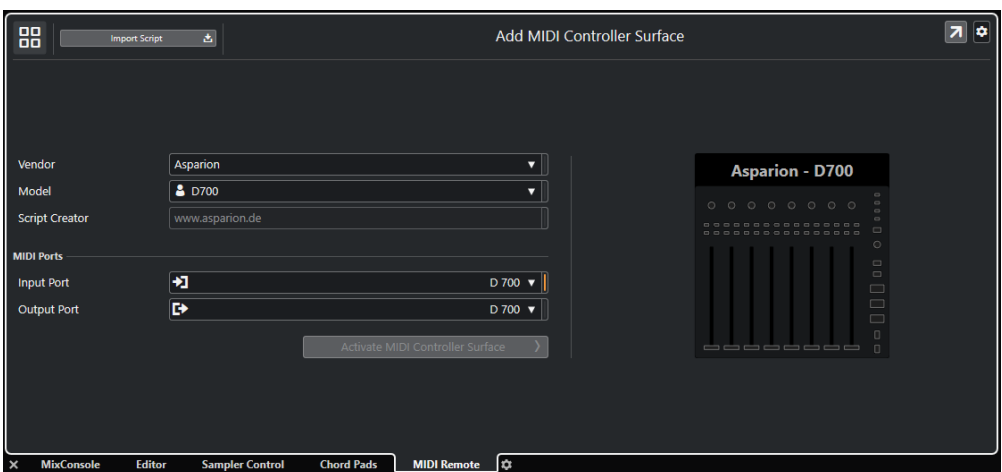 Import Script
Add MIDI Controller Surface
Vendor
Asparion
Model
D700
Script Creator
www.asparion.de
MIDI Ports
Input Port
D 700
Output Port
D 700
Activate MIDI Controller Surface
Asparion - D700
MixConsole
Editor
Sampler Control
Chord Pads
MIDI Remote